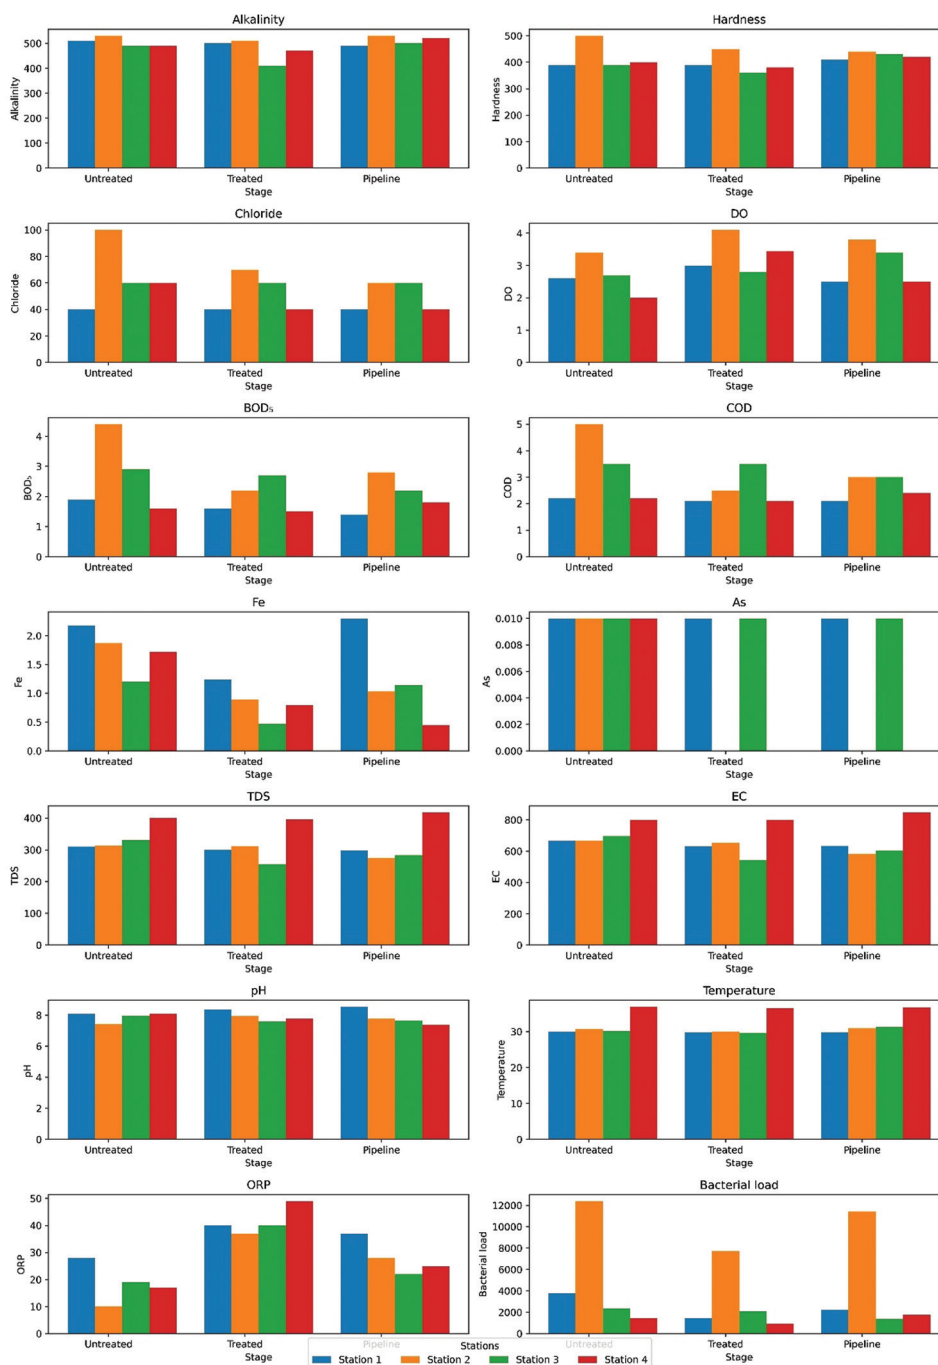 Alkalinity
Alkalinity
500
400
300
200
100
0
Untreated
Treated
Pipeline
Stage
Hardness
Hardness
500
400
300
200
100
0
Untreated
Treated
Pipeline
Stage
Chloride
Chloride
100
80
60
40
20
0
Untreated
Treated
Pipeline
Stage
DO
DO
4
3
2
1
0
Untreated
Treated
Pipeline
Stage
BOD₅
BOD₅
4
3
2
1
0
Untreated
Treated
Pipeline
Stage
COD
COD
5
4
3
2
1
0
Untreated
Treated
Pipeline
Stage
Fe
Fe
2.0
1.5
1.0
0.5
0.0
Untreated
Treated
Pipeline
Stage
As
As
0.010
0.008
0.006
0.004
0.002
0.000
Untreated
Treated
Pipeline
Stage
TDS
TDS
400
300
200
100
0
Untreated
Treated
Pipeline
Stage
EC
EC
800
600
400
200
0
Untreated
Treated
Pipeline
Stage
pH
pH
8
6
4
2
0
Untreated
Treated
Pipeline
Stage
Temperature
Temperature
30
20
10
0
Untreated
Treated
Pipeline
Stage
ORP
ORP
50
40
30
20
10
0
Untreated
Treated
Pipeline
Stage
Bacterial load
Bacterial load
12000
10000
8000
6000
4000
2000
0
Untreated
Treated
Pipeline
Stage
Stations
Station 1
Station 2
Station 3
Station 4